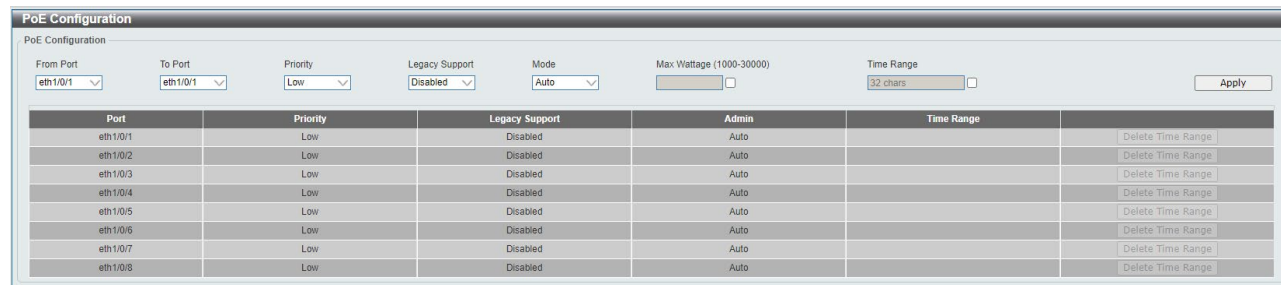 PoE Configuration
PoE Configuration
From Port To Port Priority Legacy Support Mode Max Wattage (1000-30000) Time Range
eth1/0/1 eth1/0/1 Low Disabled Auto 32 chars Apply
Port Priority Legacy Support Admin Time Range
eth1/0/1 Low Disabled Auto Delete Time Range
eth1/0/2 Low Disabled Auto Delete Time Range
eth1/0/3 Low Disabled Auto Delete Time Range
eth1/0/4 Low Disabled Auto Delete Time Range
eth1/0/5 Low Disabled Auto Delete Time Range
eth1/0/6 Low Disabled Auto Delete Time Range
eth1/0/7 Low Disabled Auto Delete Time Range
eth1/0/8 Low Disabled Auto Delete Time Range